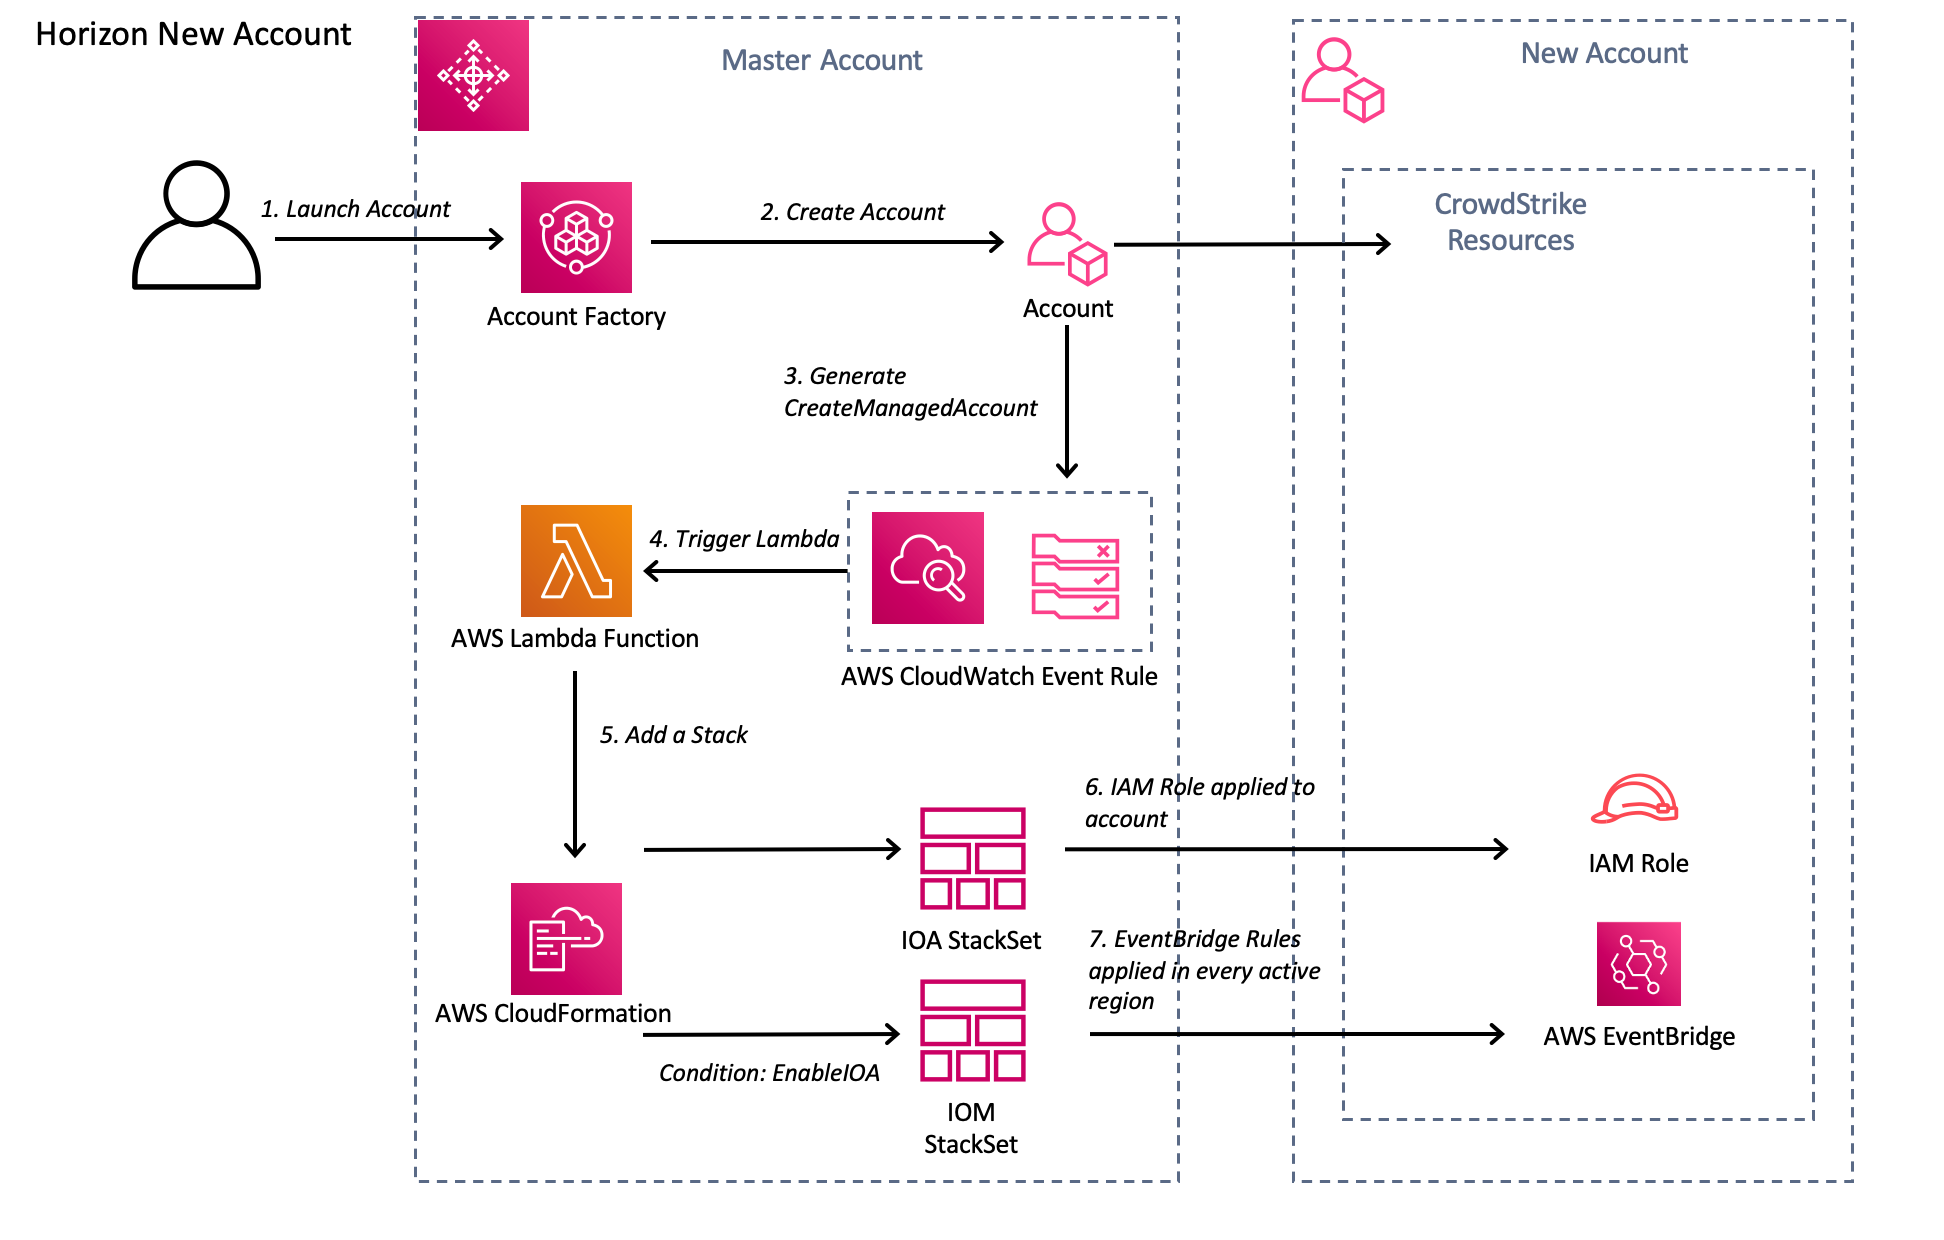 Horizon New Account
Master Account
New Account
CrowdStrike
Resources
1. Launch Account
2. Create Account
Account Factory
Account
3. Generate
CreateManagedAccount
4. Trigger Lambda
AWS Lambda Function
AWS CloudWatch Event Rule
5. Add a Stack
6. IAM Role applied to
account
IAM Role
IOA StackSet
7. EventBridge Rules
applied in every active
region
AWS CloudFormation
AWS EventBridge
Condition: EnableIOA
IOM
StackSet